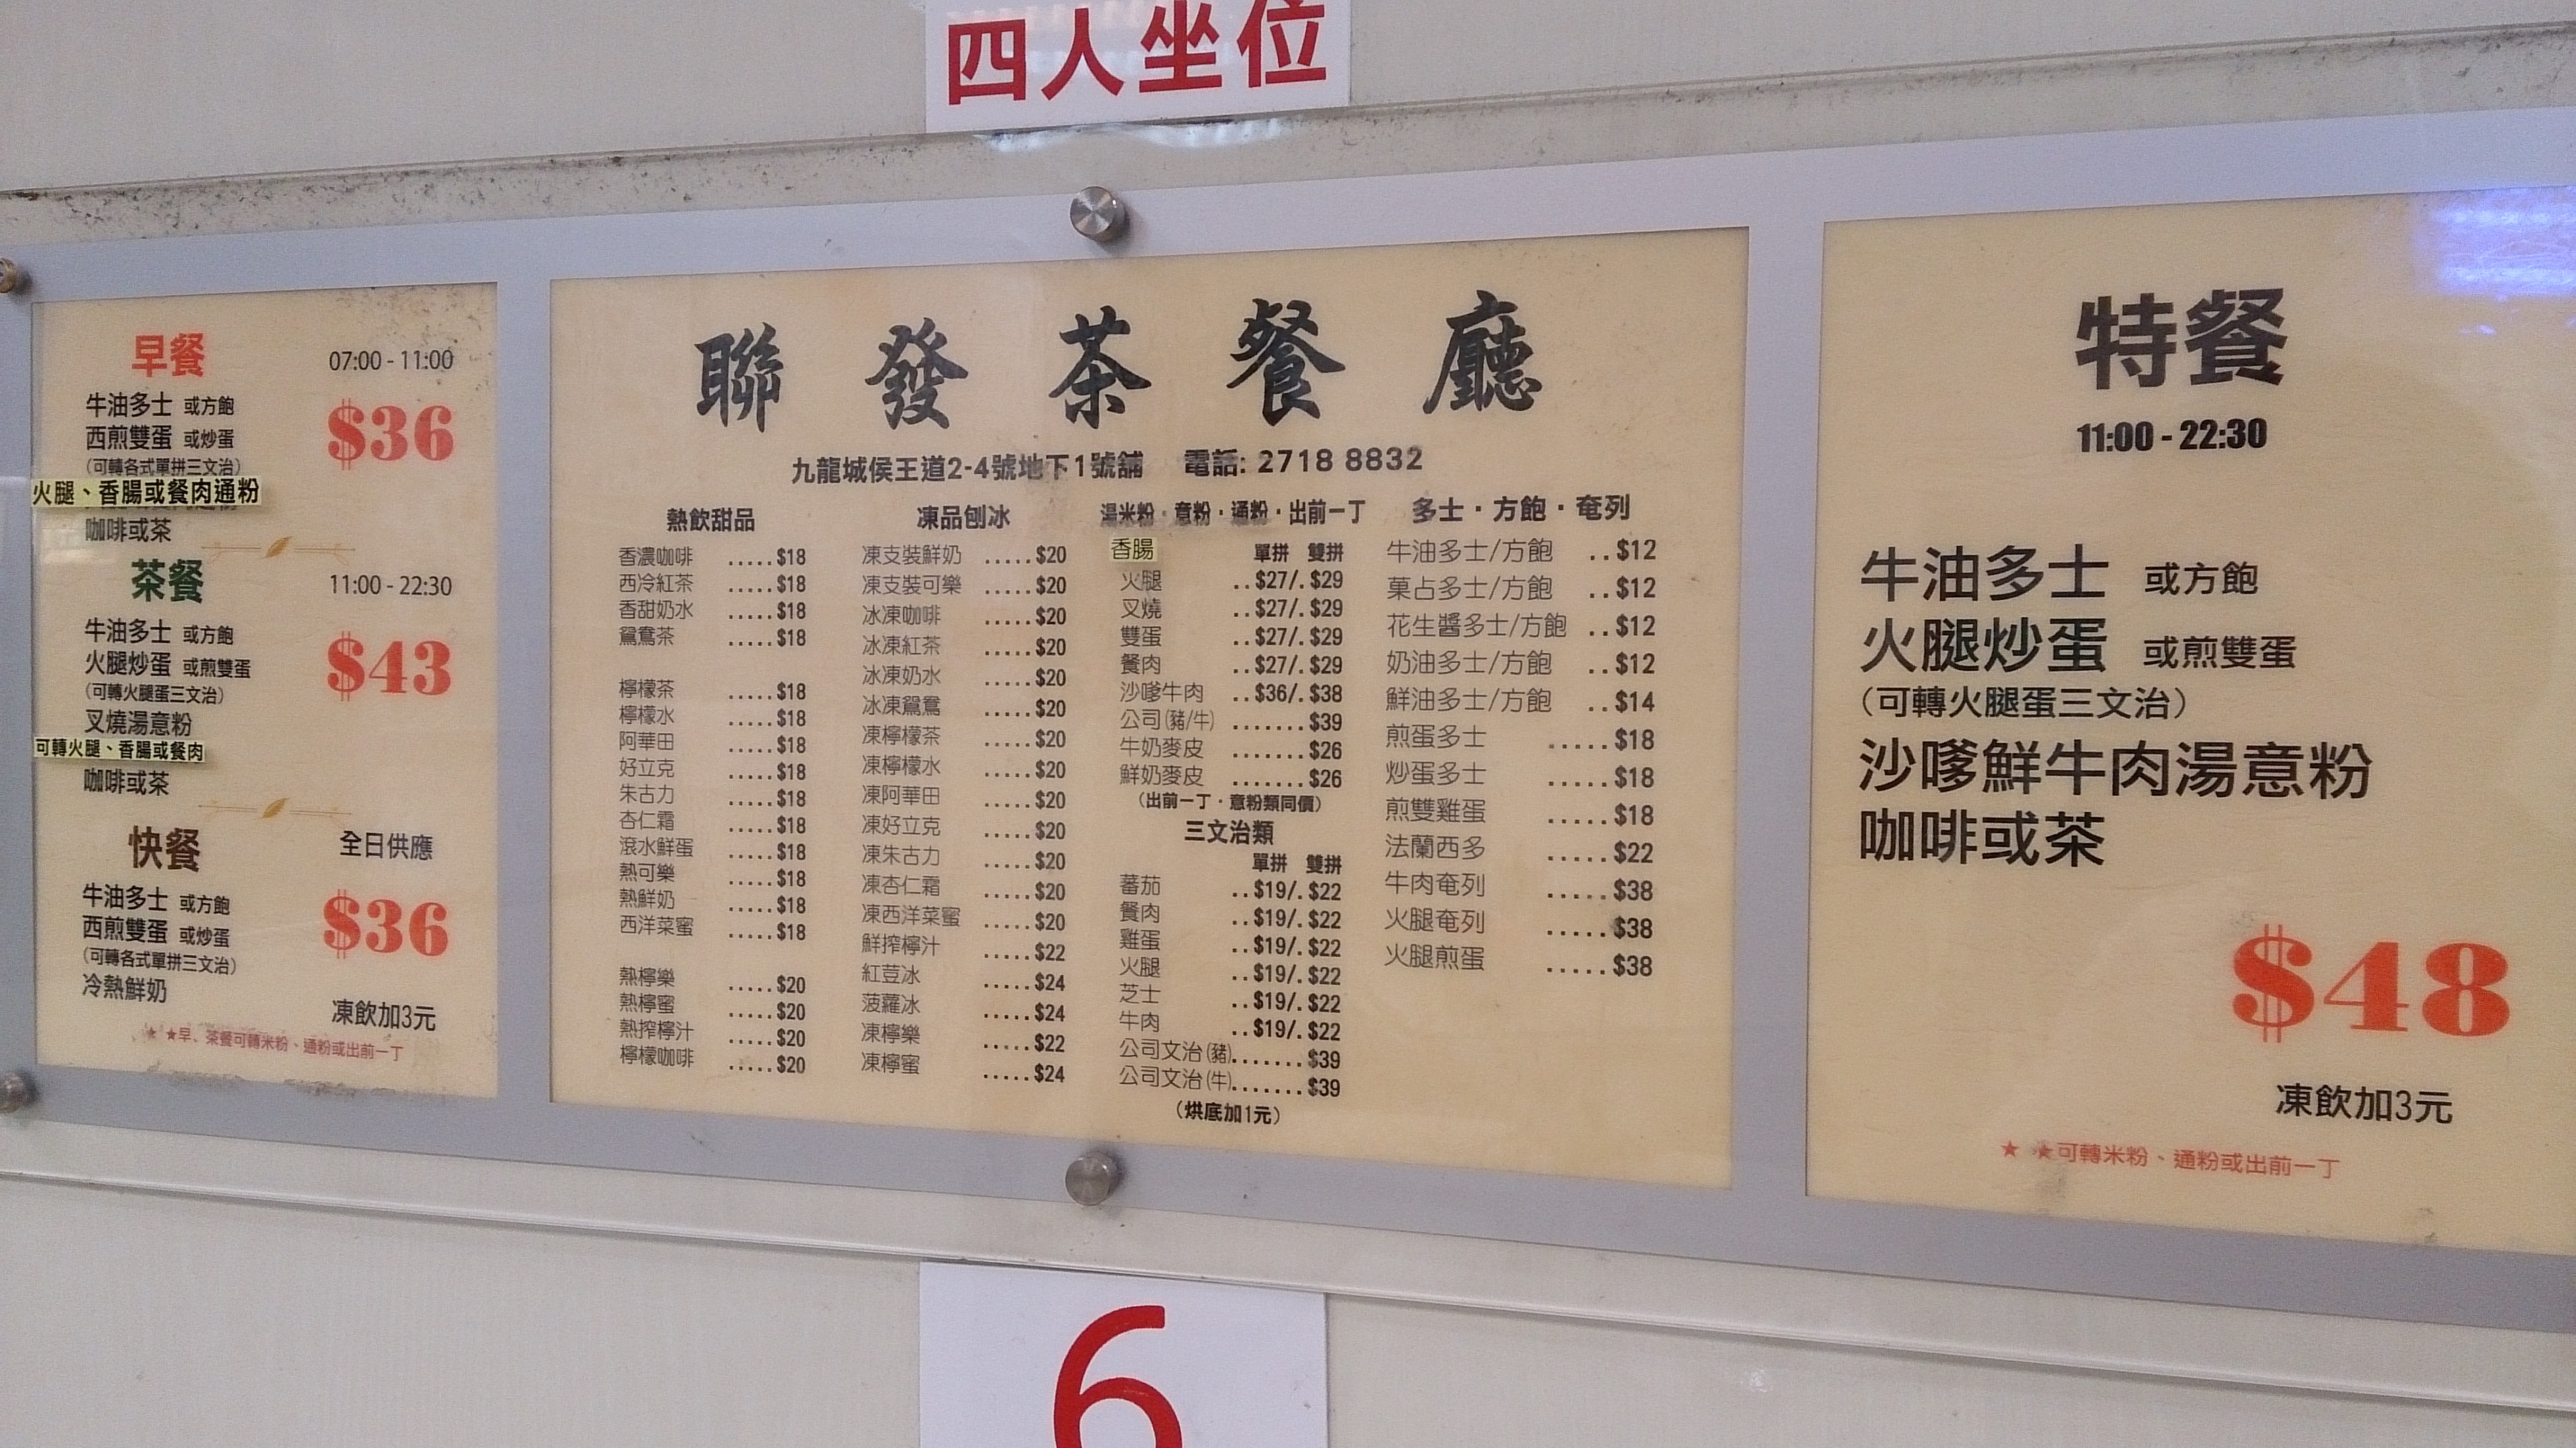 四人坐位
早餐 07:00 - 11:00
牛油多士 或方飽
西煎雙蛋 或炒蛋
$36
(可轉各式單拼三文治)
火腿、香腸或餐肉通粉
咖啡或茶
茶餐 11:00 - 22:30
牛油多士 或方飽
火腿炒蛋 或煎雙蛋
$43
(可轉火腿蛋三文治)
叉燒湯意粉
可轉火腿、香腸或餐肉
咖啡或茶
快餐 全日供應
牛油多士 或方飽
西煎雙蛋 或炒蛋
$36
(可轉各式單拼三文治)
冷熱鮮奶
凍飲加3元
★ ★早、茶餐可轉米粉、通粉或出前一丁
聯發茶餐廳
九龍城侯王道2-4號地下1號舖 電話: 2718 8832
熱飲甜品
香濃咖啡 .....$18
西冷紅茶 .....$18
香甜奶水 .....$18
鴛鴦茶 .....$18
檸檬茶 .....$18
檸檬水 .....$18
阿華田 .....$18
好立克 .....$18
朱古力 .....$18
杏仁霜 .....$18
滾水鮮蛋 .....$18
熱可樂 .....$18
熱鮮奶 .....$18
西洋菜蜜 .....$18
熱檸樂 .....$20
熱檸蜜 .....$20
熱搾檸汁 .....$20
檸檬咖啡 .....$20
凍品刨冰
凍支裝鮮奶 .....$20
凍支裝可樂 .....$20
冰凍咖啡 .....$20
冰凍紅茶 .....$20
冰凍奶水 .....$20
冰凍鴛鴦 .....$20
凍檸檬茶 .....$20
凍檸檬水 .....$20
凍阿華田 .....$20
凍好立克 .....$20
凍朱古力 .....$20
凍杏仁霜 .....$20
凍西洋菜蜜 .....$20
鮮搾檸汁 .....$22
紅荳冰 .....$24
菠蘿冰 .....$24
凍檸樂 .....$22
凍檸蜜 .....$24
湯米粉·意粉·通粉·出前一丁
香腸 單拼 雙拼
火腿 ..$27/. $29
叉燒 ..$27/. $29
雙蛋 ..$27/. $29
餐肉 ..$27/. $29
沙嗲牛肉 ..$36/. $38
公司(豬/牛) .......$39
牛奶麥皮 .......$26
鮮奶麥皮 .......$26
(出前一丁·意粉類同價)
三文治類
單拼 雙拼
蕃茄 ..$19/. $22
餐肉 ..$19/. $22
雞蛋 ..$19/. $22
火腿 ..$19/. $22
芝士 ..$19/. $22
牛肉 ..$19/. $22
公司文治(豬).......$39
公司文治(牛).......$39
(烘底加1元)
多士·方飽·奄列
牛油多士/方飽 ..$12
菓占多士/方飽 ..$12
花生醬多士/方飽 ..$12
奶油多士/方飽 ..$12
鮮油多士/方飽 ..$14
煎蛋多士 .....$18
炒蛋多士 .....$18
煎雙雞蛋 .....$18
法蘭西多 .....$22
牛肉奄列 .....$38
火腿奄列 .....$38
火腿煎蛋 .....$38
特餐
11:00 - 22:30
牛油多士 或方飽
火腿炒蛋 或煎雙蛋
(可轉火腿蛋三文治)
沙嗲鮮牛肉湯意粉
咖啡或茶
$48
凍飲加3元
★ ★可轉米粉、通粉或出前一丁
6